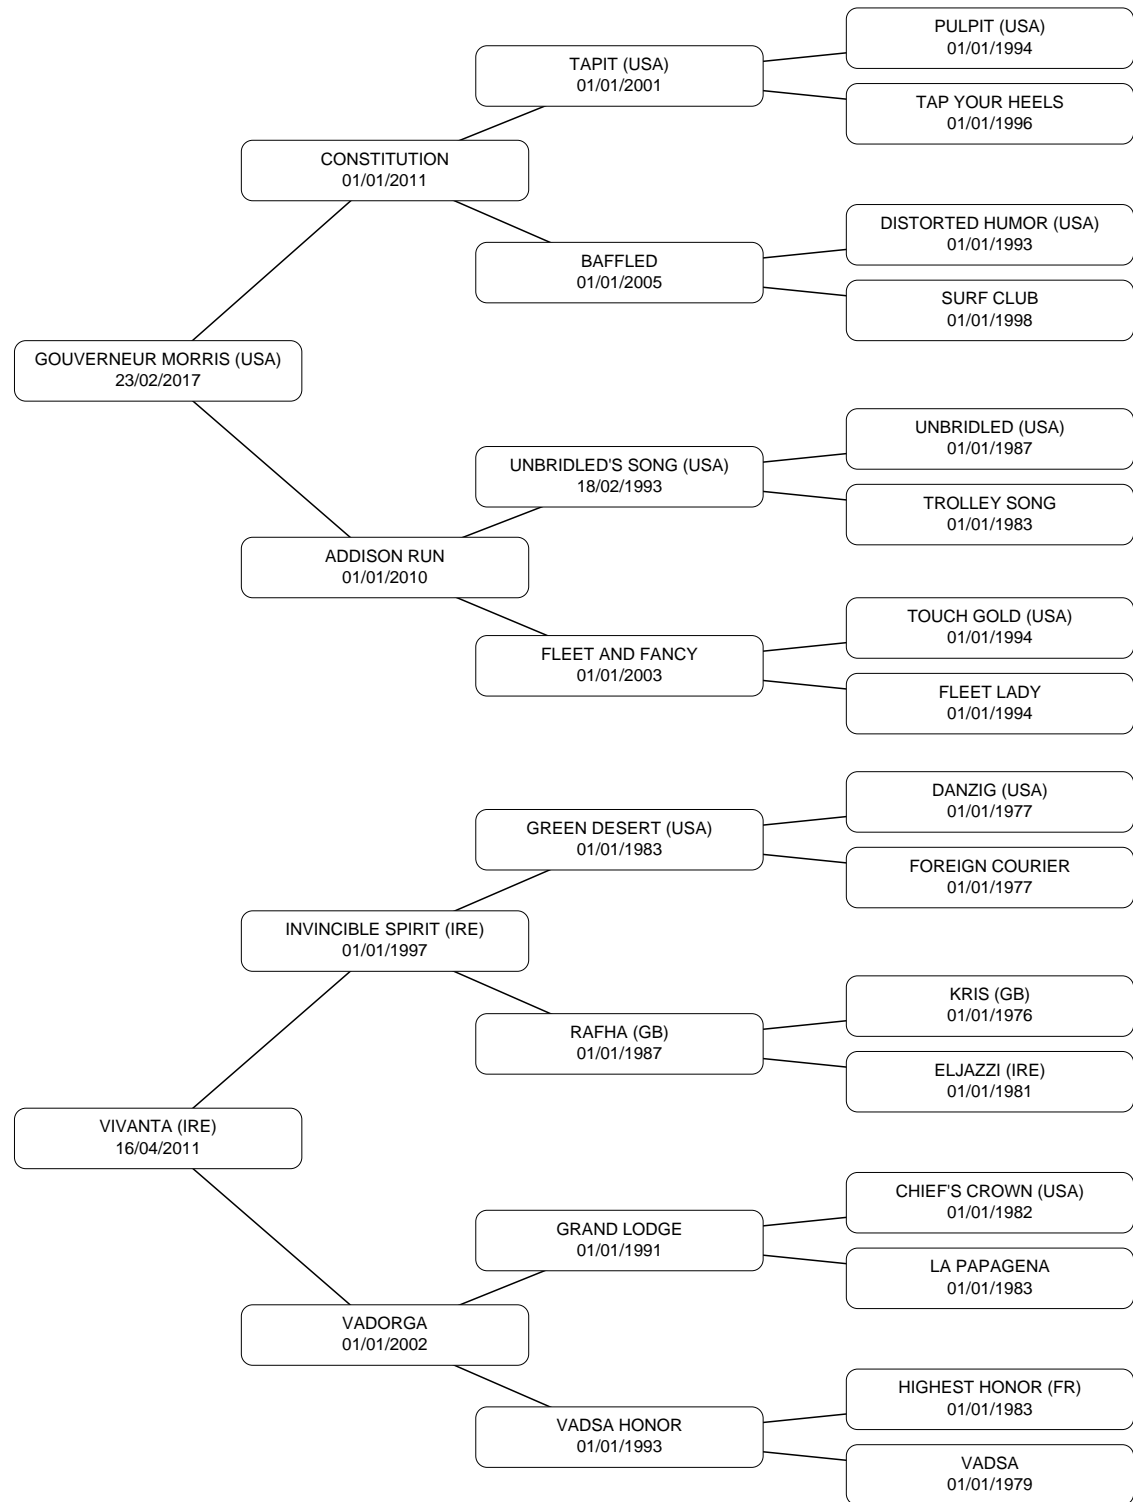 PULPIT (USA)
01/01/1994
TAPIT (USA)
01/01/2001
TAP YOUR HEELS
01/01/1996
CONSTITUTION
01/01/2011
DISTORTED HUMOR (USA)
01/01/1993
BAFFLED
01/01/2005
SURF CLUB
01/01/1998
GOUVERNEUR MORRIS (USA)
23/02/2017
UNBRIDLED (USA)
01/01/1987
UNBRIDLED'S SONG (USA)
18/02/1993
TROLLEY SONG
01/01/1983
ADDISON RUN
01/01/2010
TOUCH GOLD (USA)
01/01/1994
FLEET AND FANCY
01/01/2003
FLEET LADY
01/01/1994
DANZIG (USA)
01/01/1977
GREEN DESERT (USA)
01/01/1983
FOREIGN COURIER
01/01/1977
INVINCIBLE SPIRIT (IRE)
01/01/1997
KRIS (GB)
01/01/1976
RAFHA (GB)
01/01/1987
ELJAZZI (IRE)
01/01/1981
VIVANTA (IRE)
16/04/2011
CHIEF'S CROWN (USA)
01/01/1982
GRAND LODGE
01/01/1991
LA PAPAGENA
01/01/1983
VADORGA
01/01/2002
HIGHEST HONOR (FR)
01/01/1983
VADSA HONOR
01/01/1993
VADSA
01/01/1979